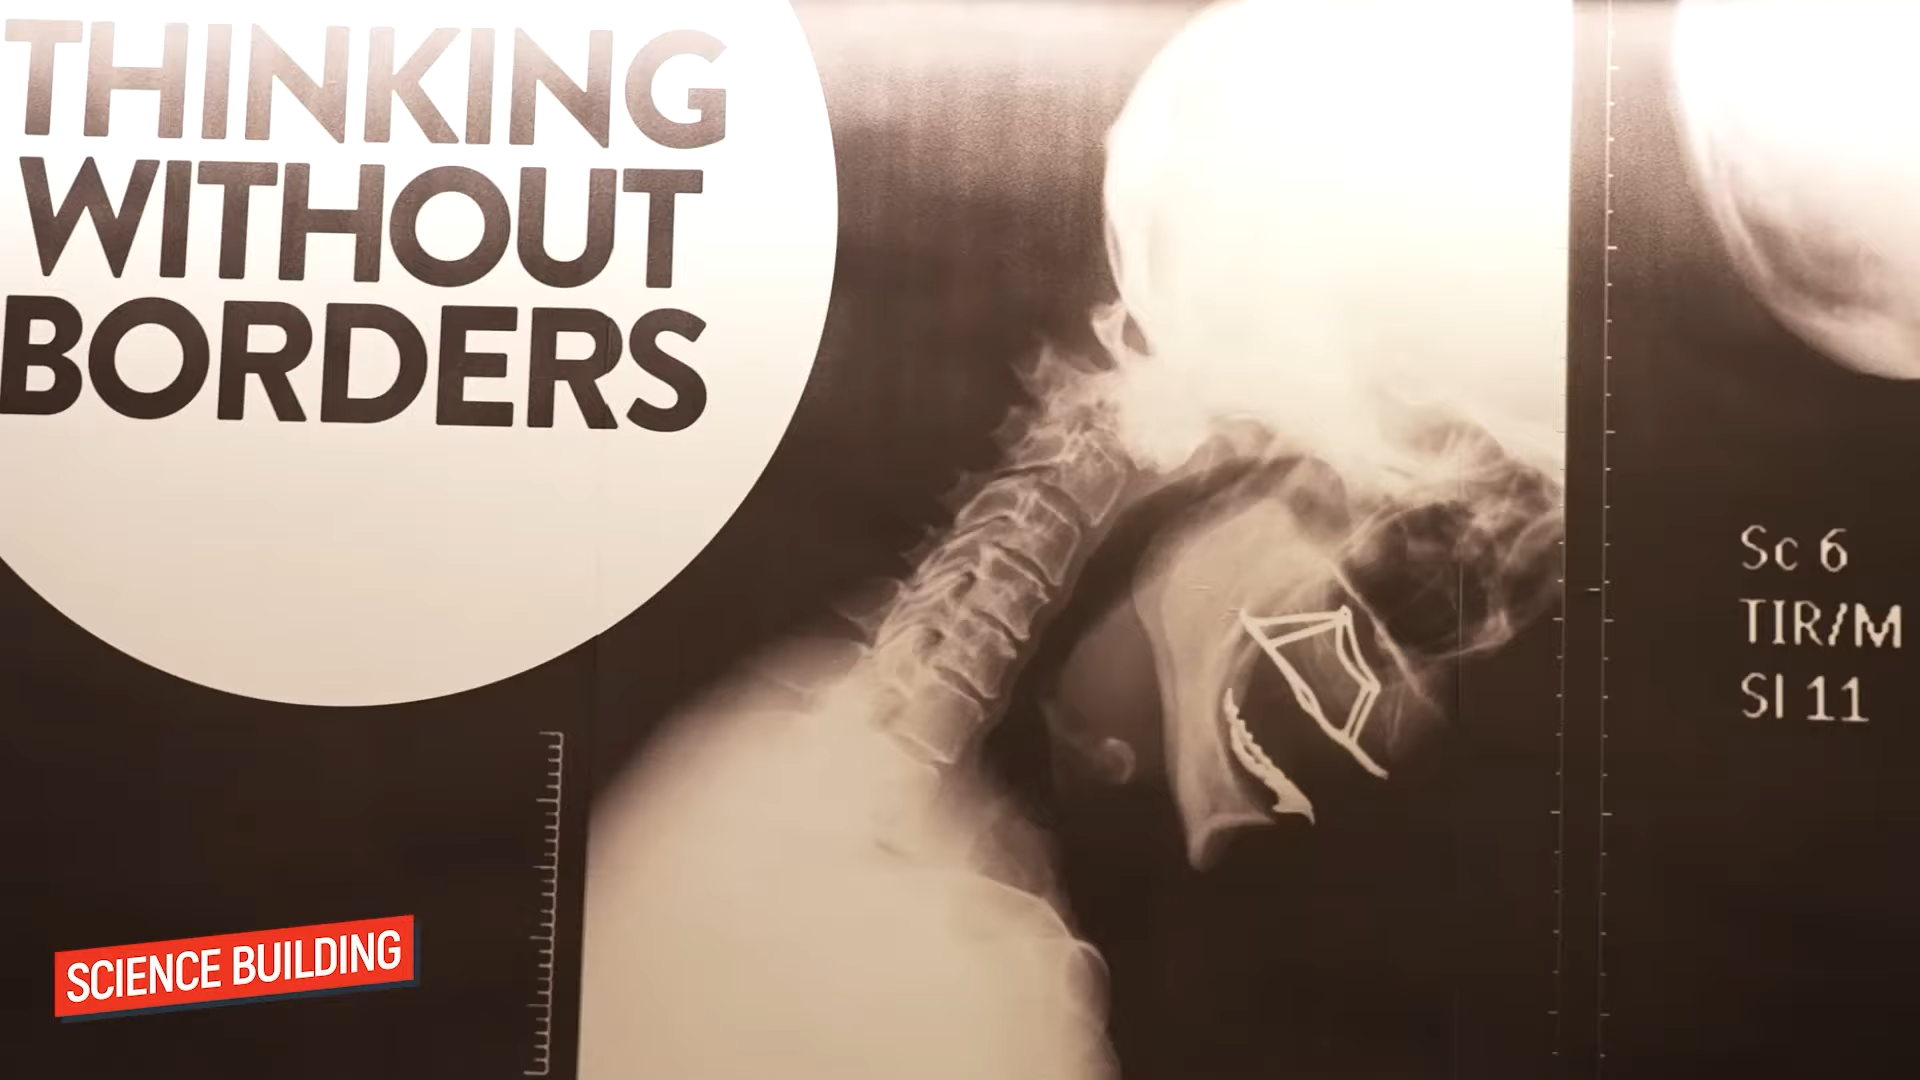 THINKING
WITHOUT
BORDERS
Sc 6
TIR/M
SI 11
SCIENCE BUILDING